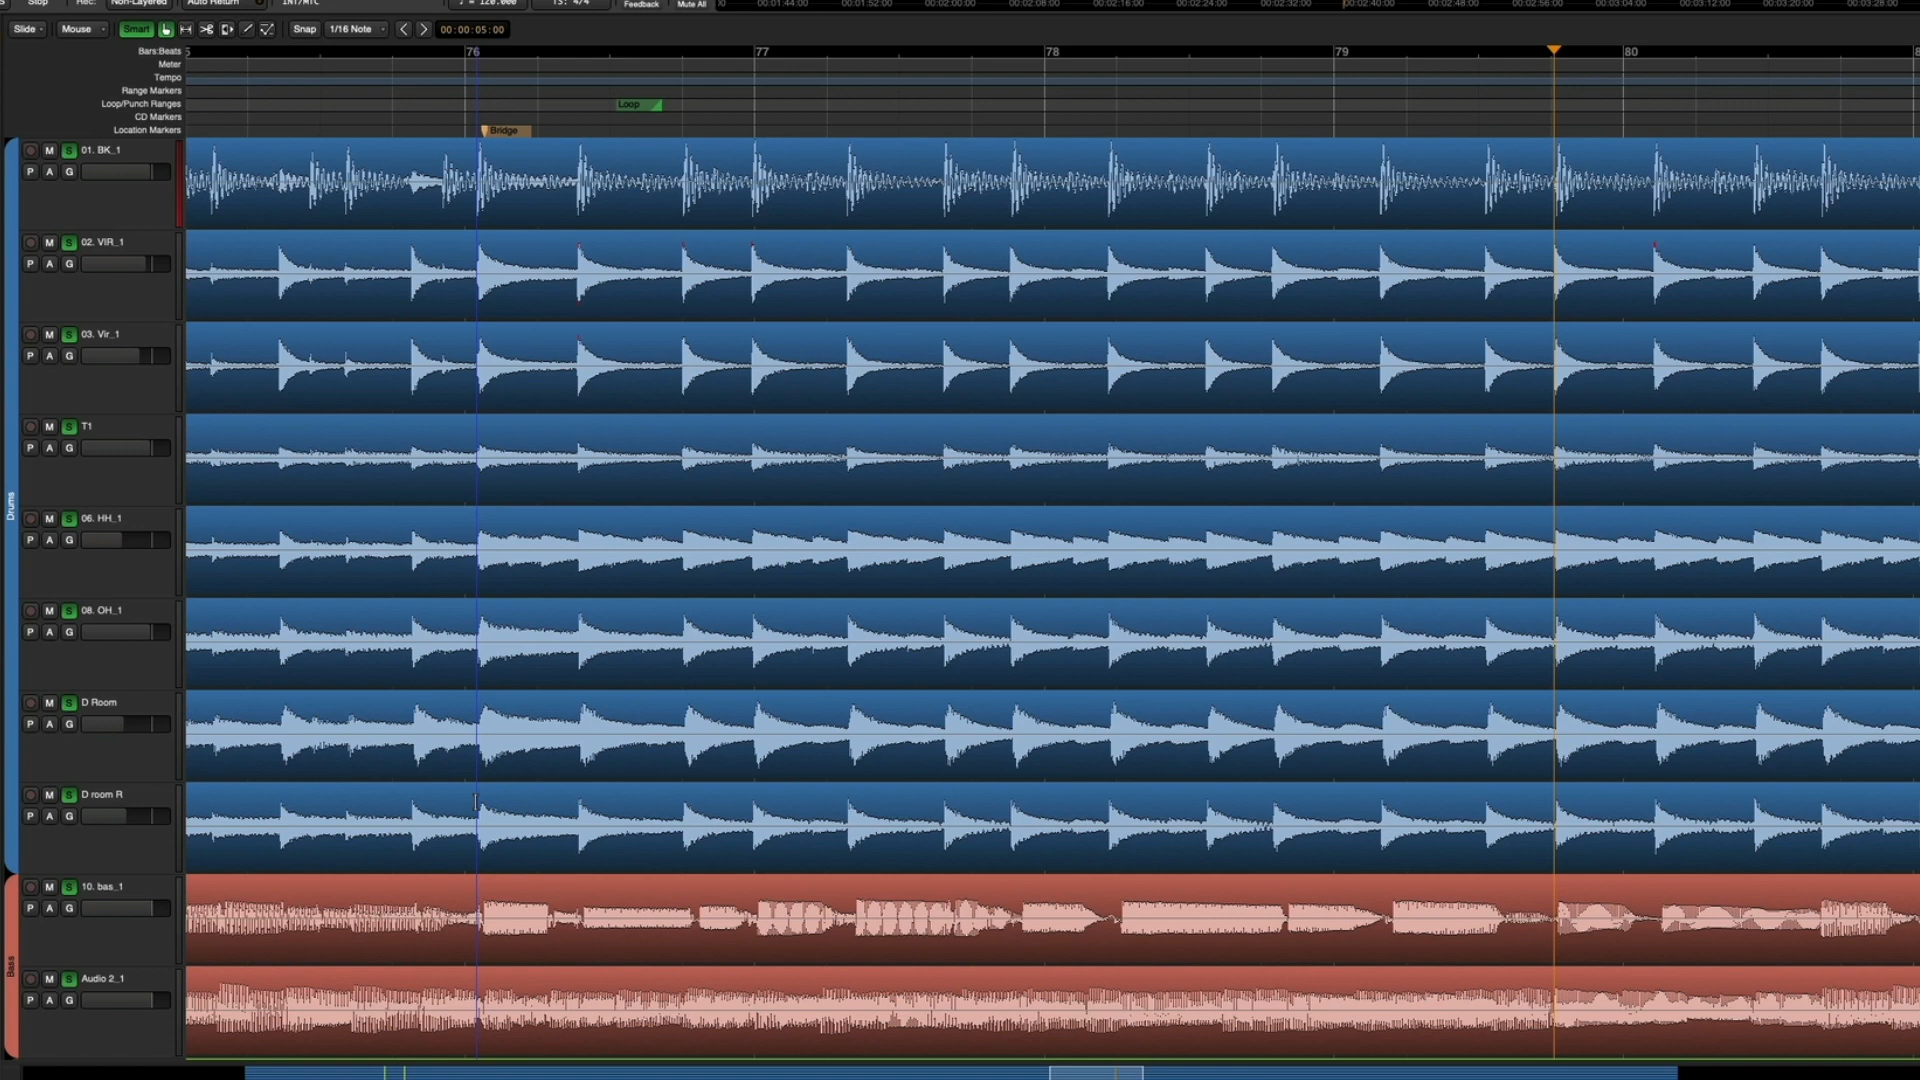 Stop Rec: Non-Layered Auto Return INT/MTC ♩ = 120.000 TS: 4/4 Feedback Mute All 00:01:44:00 00:01:52:00 00:02:00:00 00:02:08:00 00:02:16:00 00:02:24:00 00:02:32:00 00:02:40:00 00:02:48:00 00:02:56:00 00:03:04:00 00:03:12:00 00:03:20:00 00:03:28:00
Slide Mouse Smart Snap 1/16 Note 00:00:05:00
Bars:Beats 76 77 78 79 80
Meter
Tempo
Range Markers
Loop/Punch Ranges Loop
CD Markers
Location Markers Bridge
M S 01. BK_1
P A G
M S 02. VIR_1
P A G
M S 03. Vir_1
P A G
M S T1
P A G
Drums
M S 06. HH_1
P A G
M S 08. OH_1
P A G
M S D Room
P A G
M S D room R
P A G
M S 10. bas_1
P A G
Bass
M S Audio 2_1
P A G